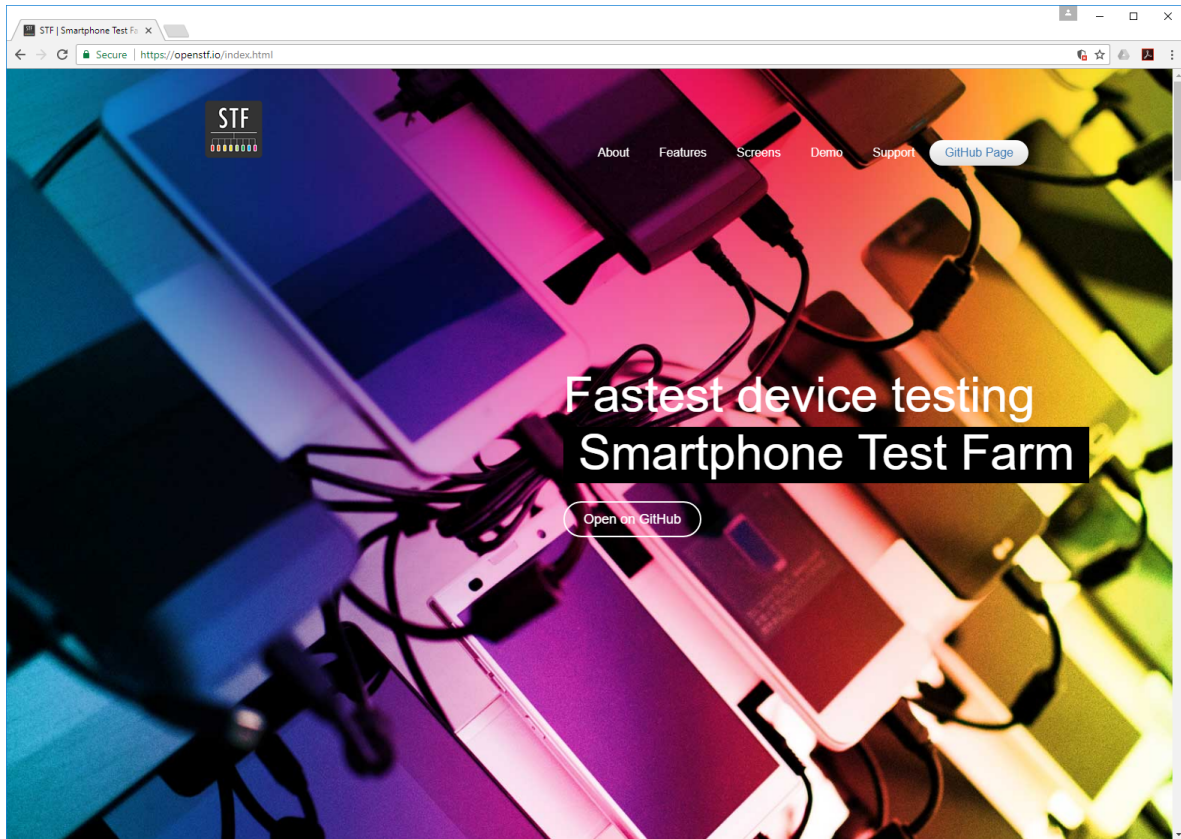 STF | Smartphone Test Fa
Secure | https://openstf.io/index.html
STF
About Features Screens Demo Support GitHub Page
Fastest device testing
Smartphone Test Farm
Open on GitHub